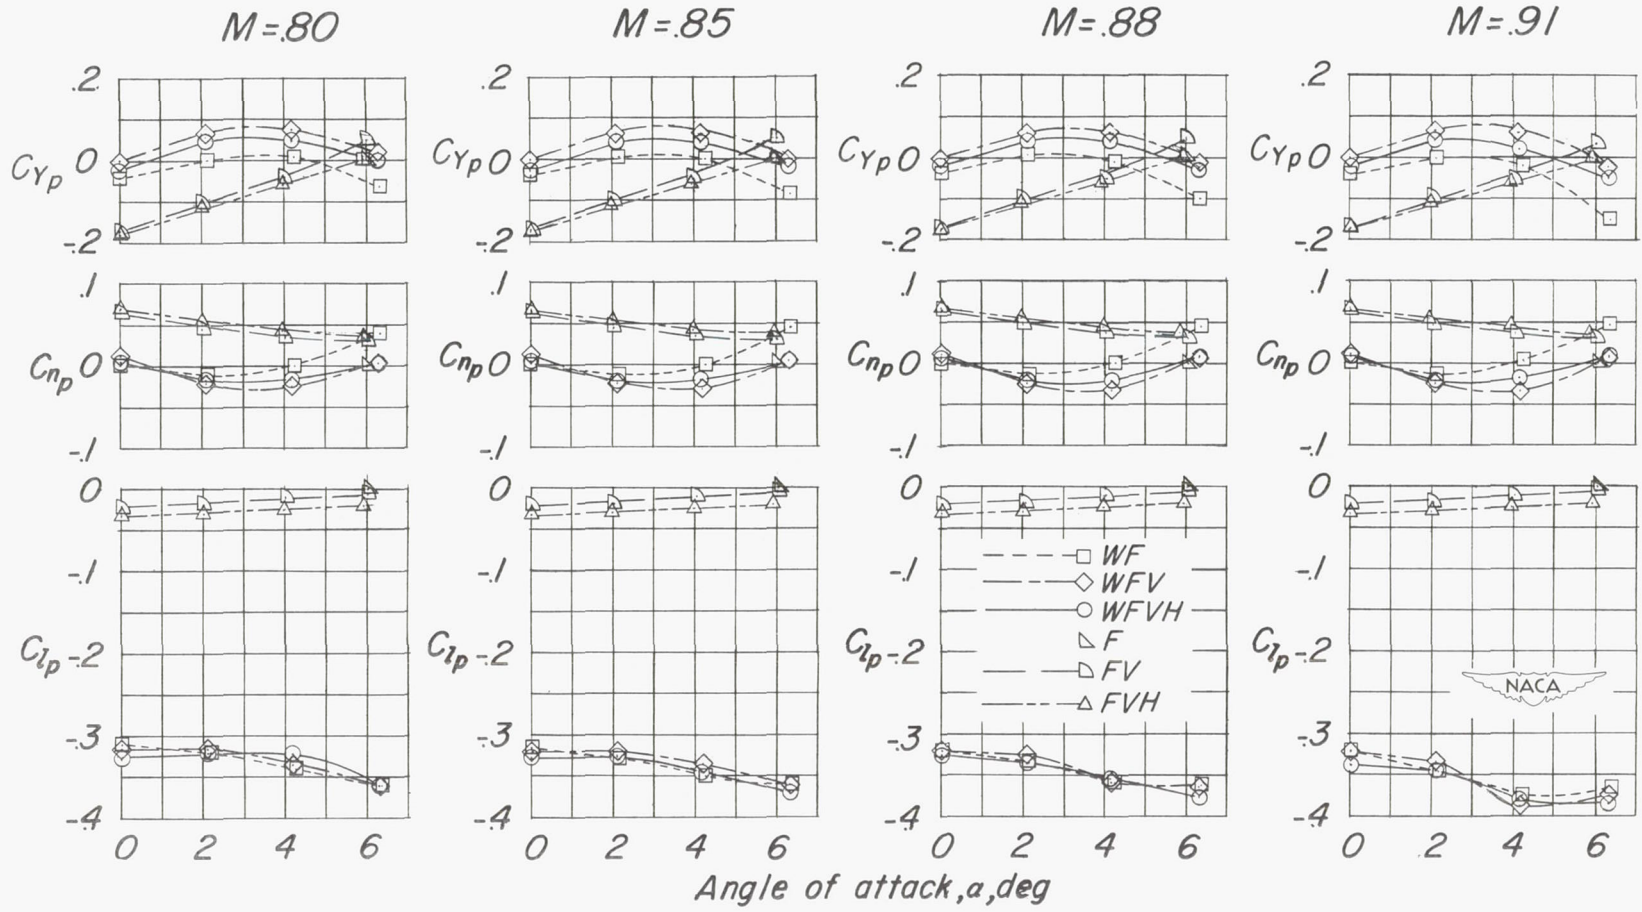 M=.80 M=.85 M=.88 M=.91
.2 .2 .2 .2
CYp 0 CYp 0 CYp 0 CYp 0
-.2 -.2 -.2 -.2
.1 .1 .1 .1
Cnp 0 Cnp 0 Cnp 0 Cnp 0
-.1 -.1 -.1 -.1
0 0 0 0
-.1 -.1 -.1 -.1
WF
WFV
WFVH
F
Clp -.2 Clp -.2 Clp -.2 Clp -.2
FV
NACA
FVH
-.3 -.3 -.3 -.3
-.4 -.4 -.4 -.4
0 2 4 6 0 2 4 6 0 2 4 6 0 .2 4 6
Angle of attack, α, deg